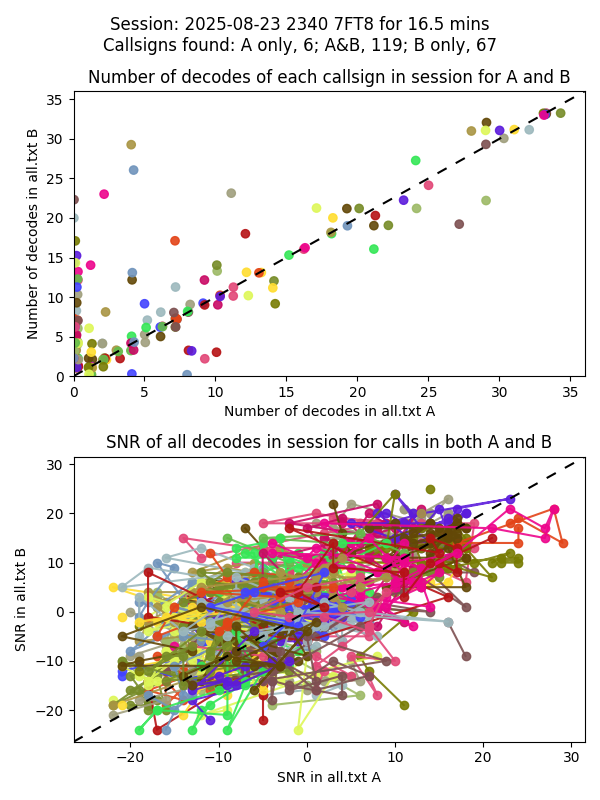 Session: 2025-08-23 2340 7FT8 for 16.5 mins
Callsigns found: A only, 6; A&B, 119; B only, 67
Number of decodes of each callsign in session for A and B
Number of decodes in all.txt B
35
30
25
20
15
10
5
0
0 5 10 15 20 25 30 35
Number of decodes in all.txt A
SNR of all decodes in session for calls in both A and B
SNR in all.txt B
30
20
10
0
−10
−20
−20 −10 0 10 20 30
SNR in all.txt A